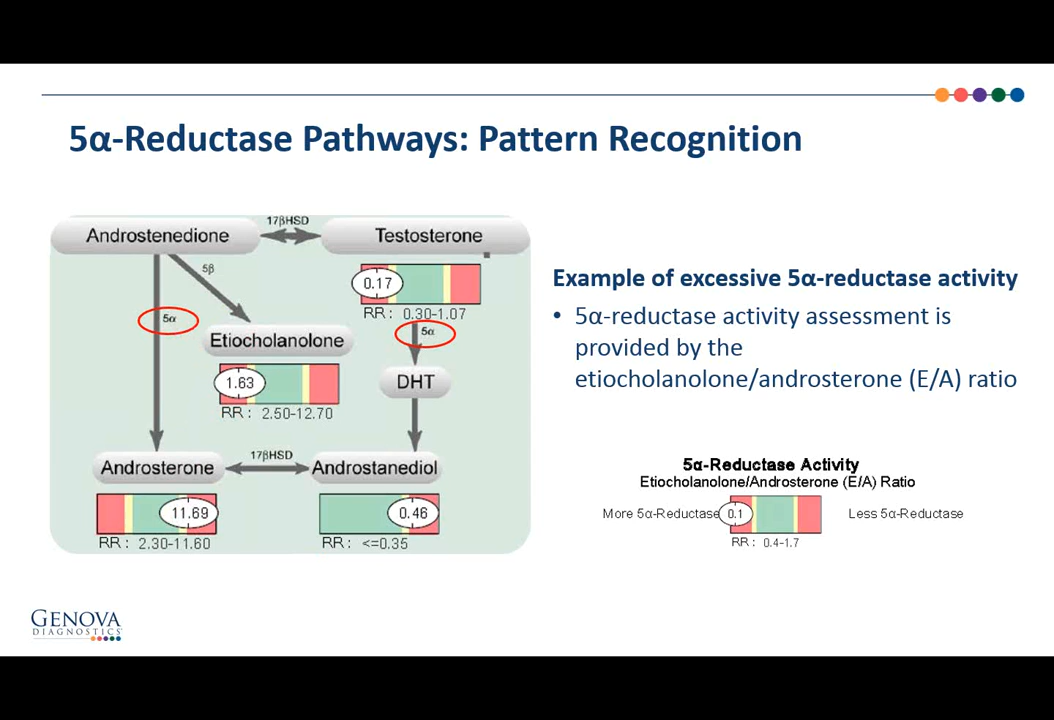 5α-Reductase Pathways: Pattern Recognition
17βHSD
Androstenedione
Testosterone
5β
0.17
RR: 0.30-1.07
5α
5α
Etiocholanolone
1.63
RR: 2.50-12.70
DHT
17βHSD
Androsterone
Androstanediol
11.69
RR: 2.30-11.60
0.46
RR: <=0.35
Example of excessive 5α-reductase activity
• 5α-reductase activity assessment is
provided by the
etiocholanolone/androsterone (E/A) ratio
5α-Reductase Activity
Etiocholanolone/Androsterone (E/A) Ratio
More 5α-Reductase
0.1
Less 5α-Reductase
RR: 0.4-1.7
GENOVA
DIAGNOSTICS